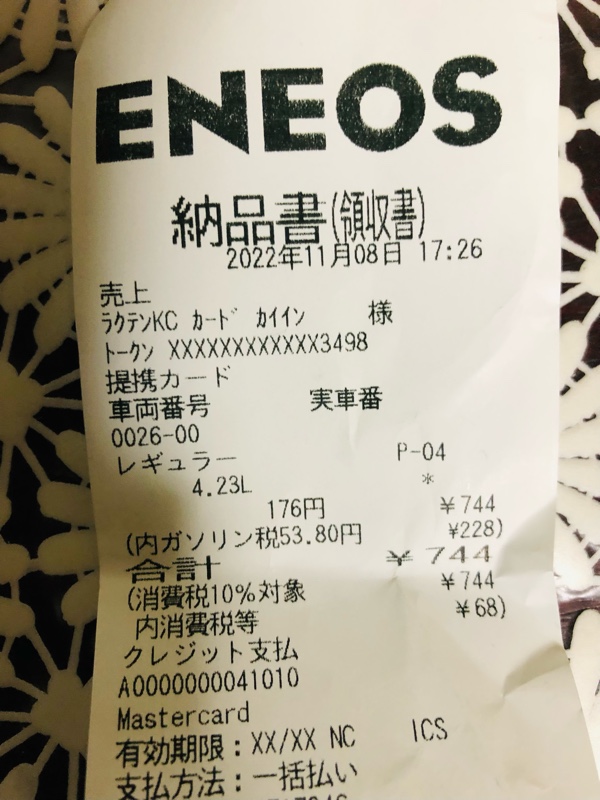 ENEOS
納品書(領収書)
2022年11月08日 17:26
売上
ラクテンKC カード カイイン 様
トークン XXXXXXXXXXXX3498
提携カード
車両番号 実車番
0026-00
レギュラー P-04
4.23L *
176円 ¥744
(内ガソリン税53.80円 ¥228)
合計 ¥744
(消費税10%対象 ¥744
内消費税等 ¥68)
クレジット支払
A0000000041010
Mastercard
有効期限:XX/XX NC ICS
支払方法:一括払い